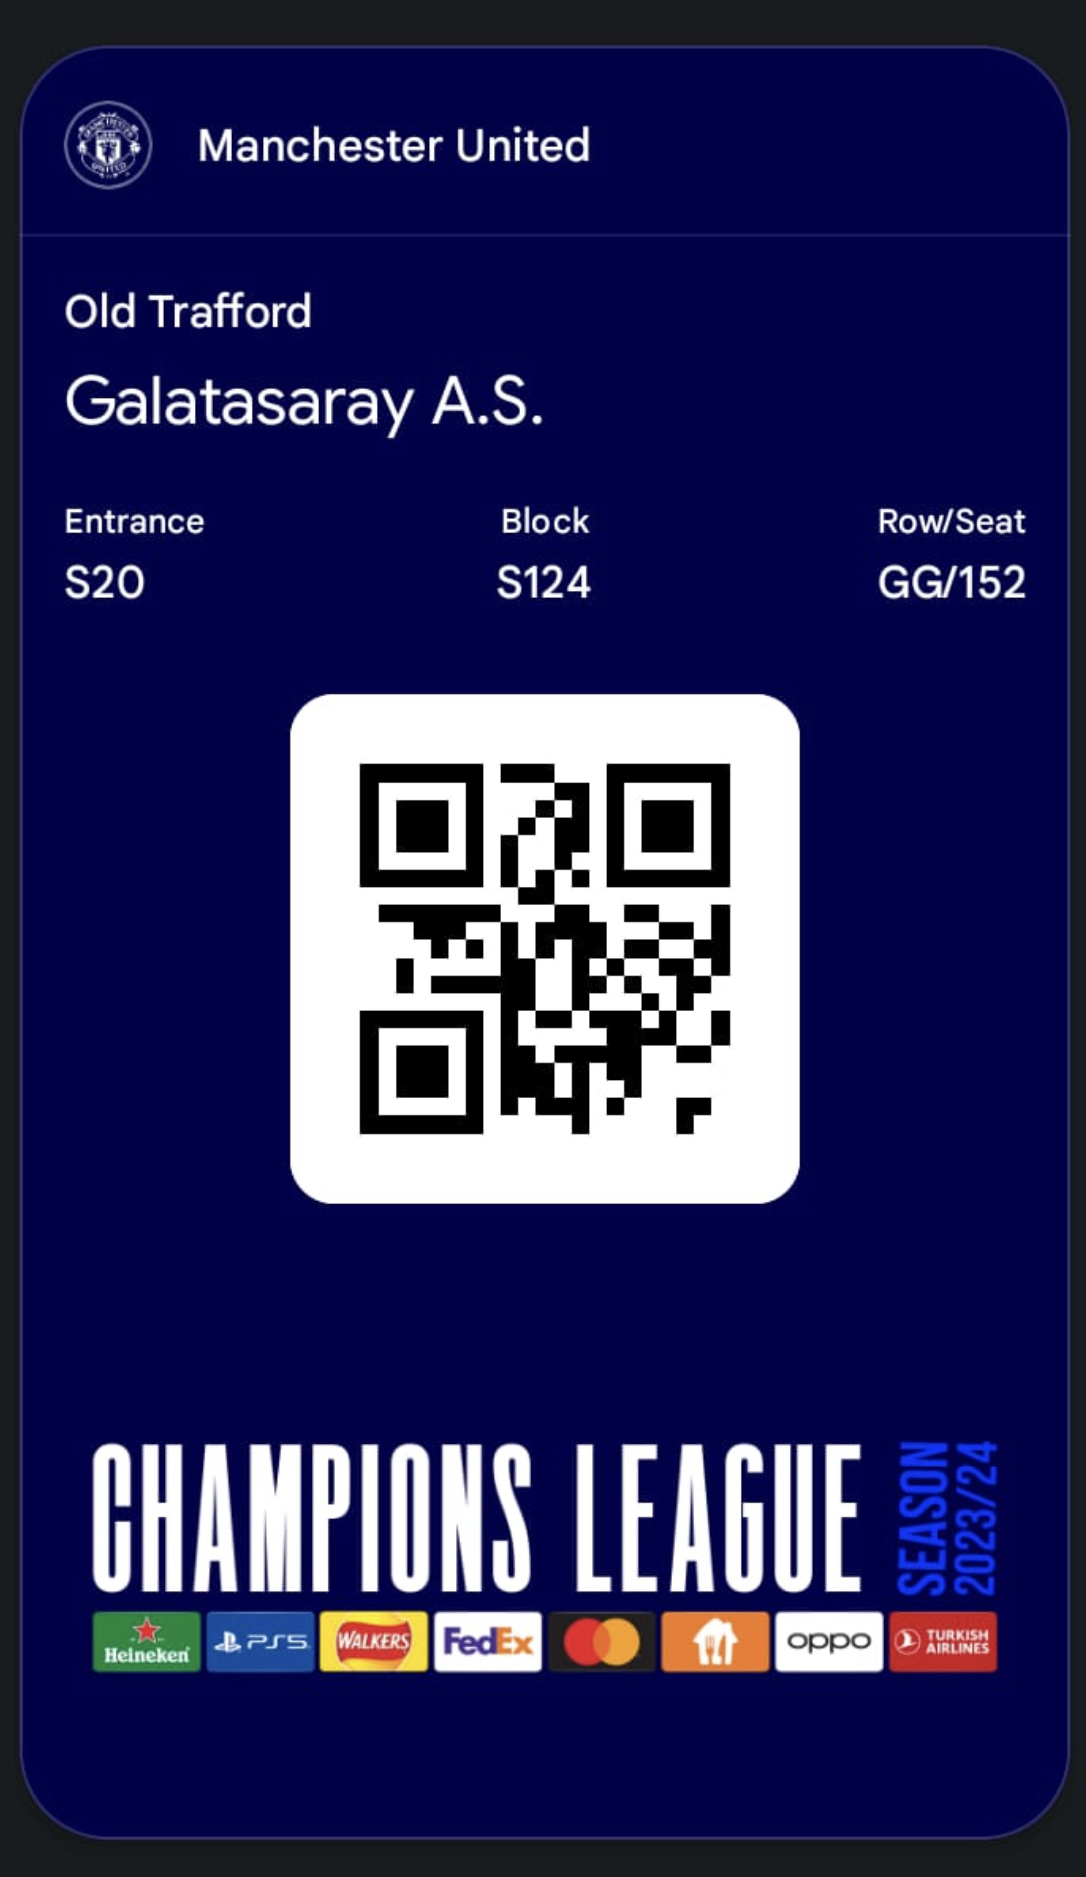 Manchester United
Old Trafford
Galatasaray A.S.
Entrance Block Row/Seat
S20 S124 GG/152
CHAMPIONS LEAGUE
SEASON
2023/24
Heineken PS5 WALKERS FedEx oppo TURKISH AIRLINES